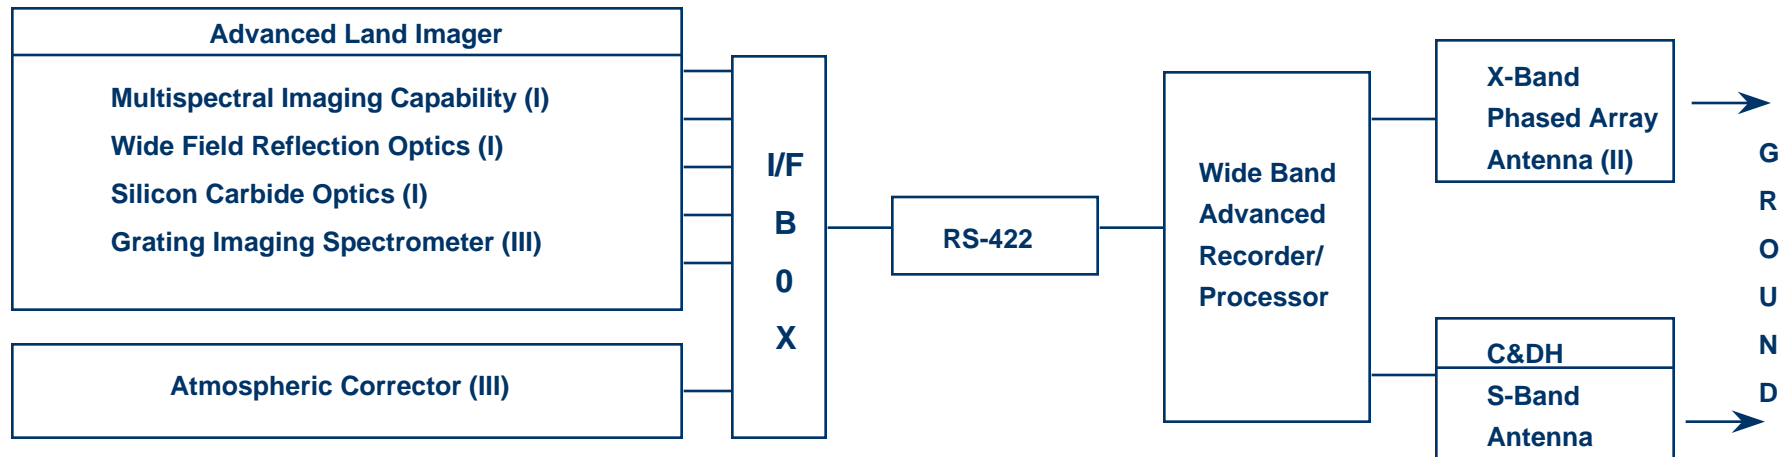 Advanced Land Imager
Multispectral Imaging Capability (I)
Wide Field Reflection Optics (I)
Silicon Carbide Optics (I)
Grating Imaging Spectrometer (III)
Atmospheric Corrector (III)
I/F
B
0
X
RS-422
Wide Band
Advanced
Recorder/
Processor
X-Band
Phased Array
Antenna (II)
C&DH
S-Band
Antenna
G
R
O
U
N
D